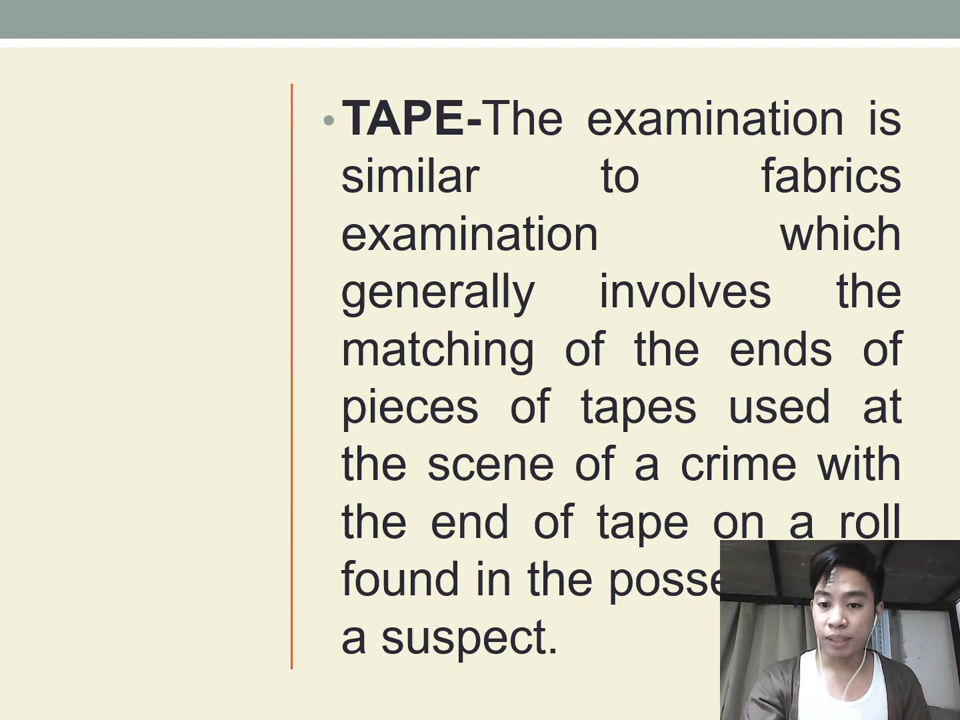 • TAPE-The examination is
similar to fabrics
examination which
generally involves the
matching of the ends of
pieces of tapes used at
the scene of a crime with
the end of tape on a roll
found in the posse
a suspect.